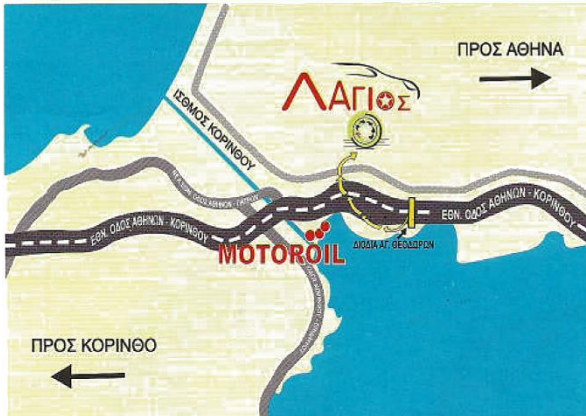 ΠΡΟΣ ΑΘΗΝΑ
ΛΑΓΙΟΣ
ΙΣΘΜΟΣ ΚΟΡΙΝΘΟΥ
ΕΘΝ. ΟΔΟΣ ΑΘΗΝΩΝ - ΚΟΡΙΝΘΟΥ
ΕΘΝ. ΟΔΟΣ ΑΘΗΝΩΝ - ΚΟΡΙΝΘΟΥ
ΔΙΟΔΙΑ ΑΓ. ΘΕΟΔΩΡΩΝ
MOTOROIL
ΠΡΟΣ ΚΟΡΙΝΘΟ